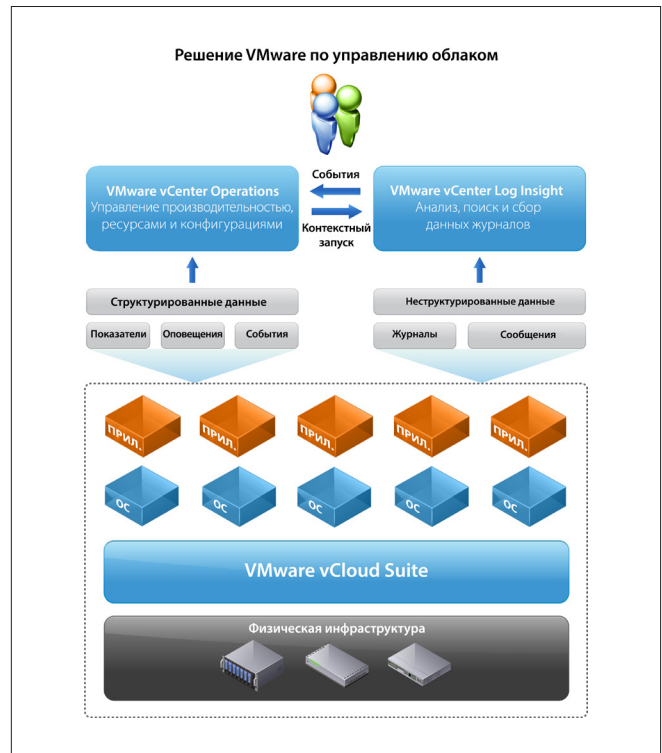 Решение VMware по управлению облаком
VMware vCenter Operations
Управление производительностью,
ресурсами и конфигурациями
События
Контекстный
запуск
VMware vCenter Log Insight
Анализ, поиск и сбор
данных журналов
Структурированные данные
Неструктурированные данные
Показатели
Оповещения
События
Журналы
Сообщения
ПРИЛ.
ПРИЛ.
ПРИЛ.
ПРИЛ.
ПРИЛ.
ОС
ОС
ОС
ОС
ОС
VMware vCloud Suite
Физическая инфраструктура